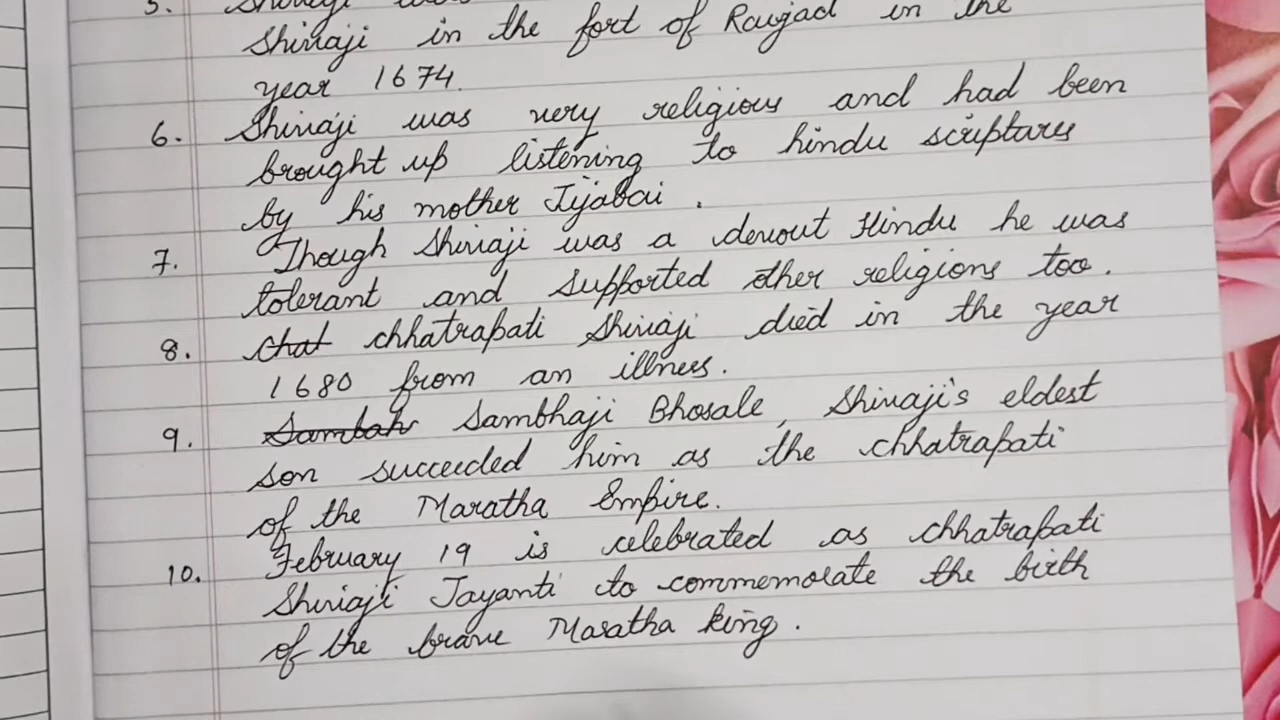 5.
Shivaji in the fort of Raigad in the
year 1674.
6. Shivaji was very religious and had been
brought up listening to hindu scriptures
by his mother Jijabai.
7. Though Shivaji was a devout Hindu he was
tolerant and supported other religions too.
8. Chat chhatrapati Shivaji died in the year
1680 from an illness.
9. Sambah Sambhaji Bhosale, Shivaji's eldest
son succeeded him as the chhatrapati
of the Maratha Empire.
10. February 19 is celebrated as chhatrapati
Shivaji Jayanti to commemorate the birth
of the brave Maratha king.